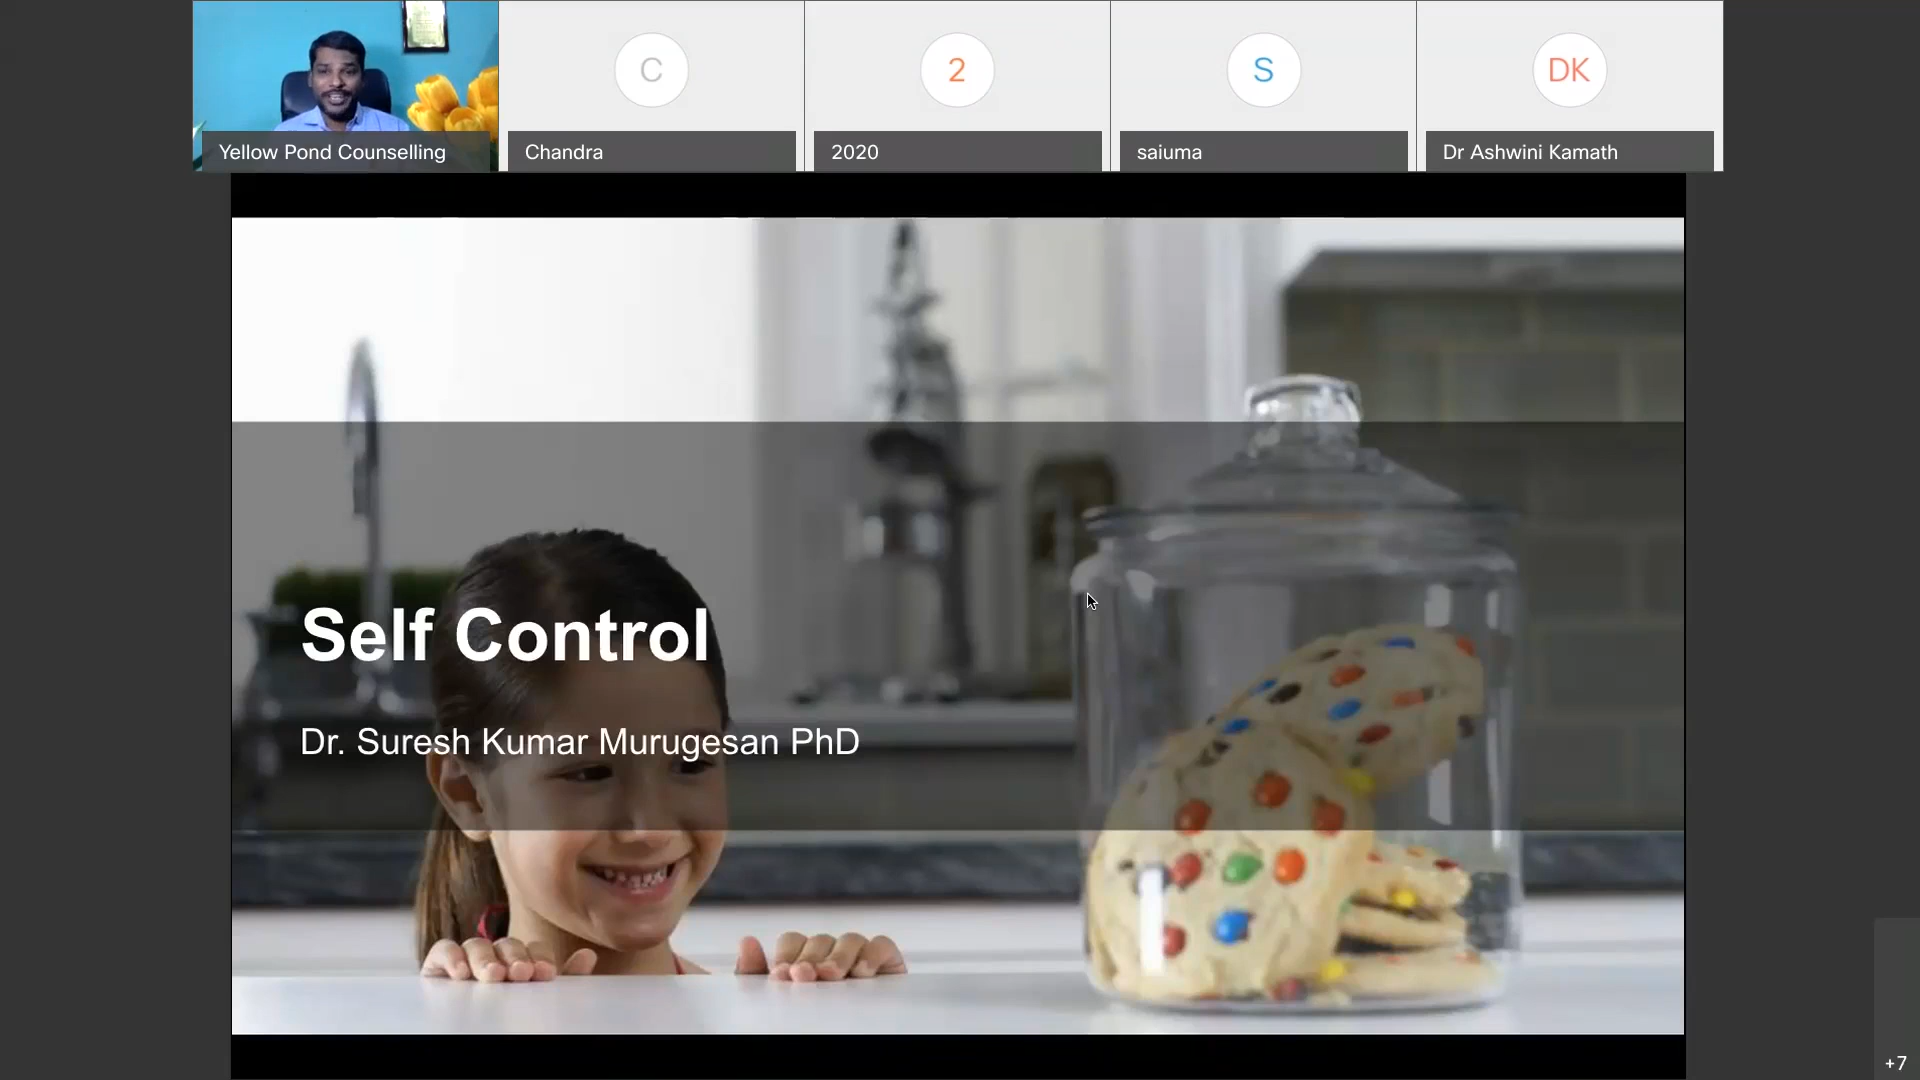 Yellow Pond Counselling
C
Chandra
2
2020
S
saiuma
DK
Dr Ashwini Kamath
Self Control
Dr. Suresh Kumar Murugesan PhD
+7